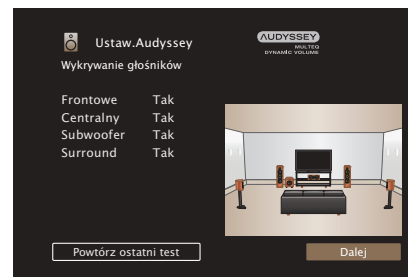 Ustaw.Audyssey
AUDYSSEY
MULTEQ
DYNAMIC VOLUME
Wykrywanie głośników
Frontowe Tak
Centralny Tak
Subwoofer Tak
Surround Tak
Powtórz ostatni test
Dalej